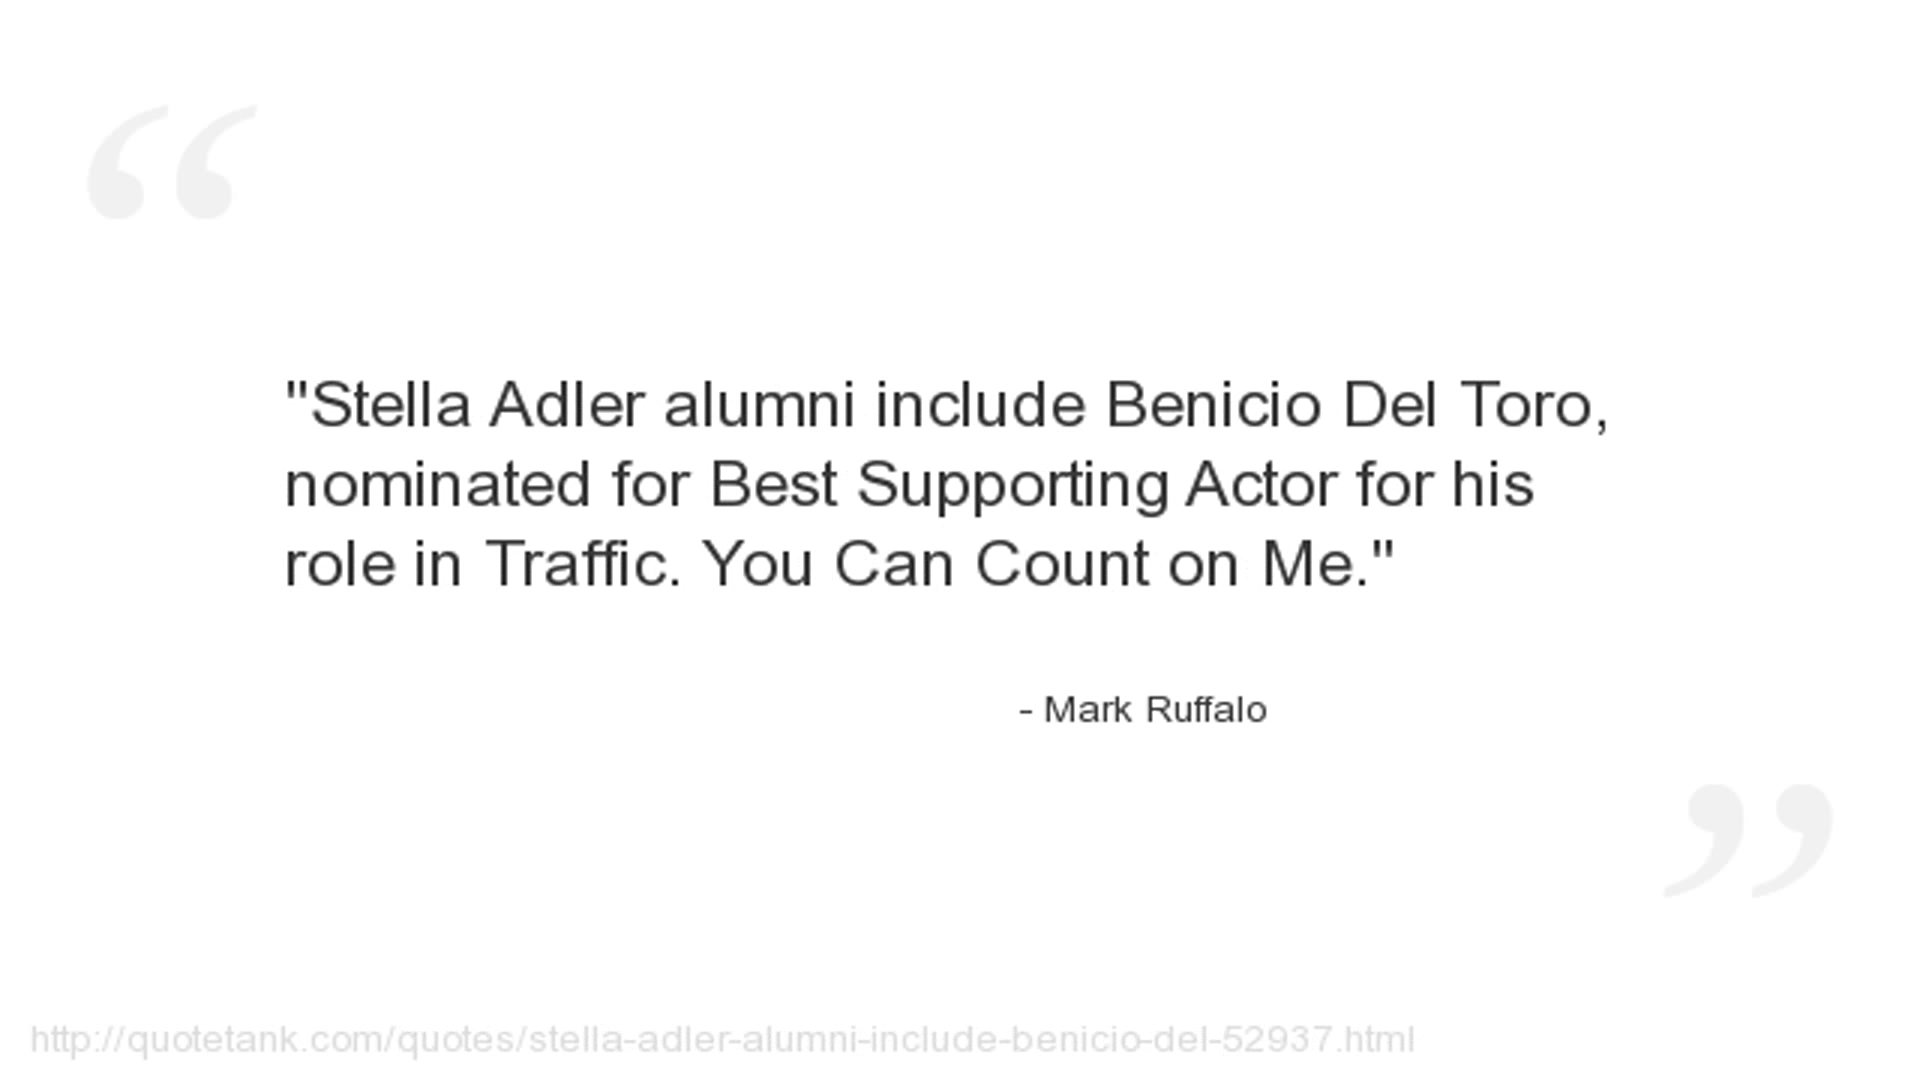 "Stella Adler alumni include Benicio Del Toro,
nominated for Best Supporting Actor for his
role in Traffic. You Can Count on Me."
- Mark Ruffalo
http://quotetank.com/quotes/stella-adler-alumni-include-benicio-del-52937.html